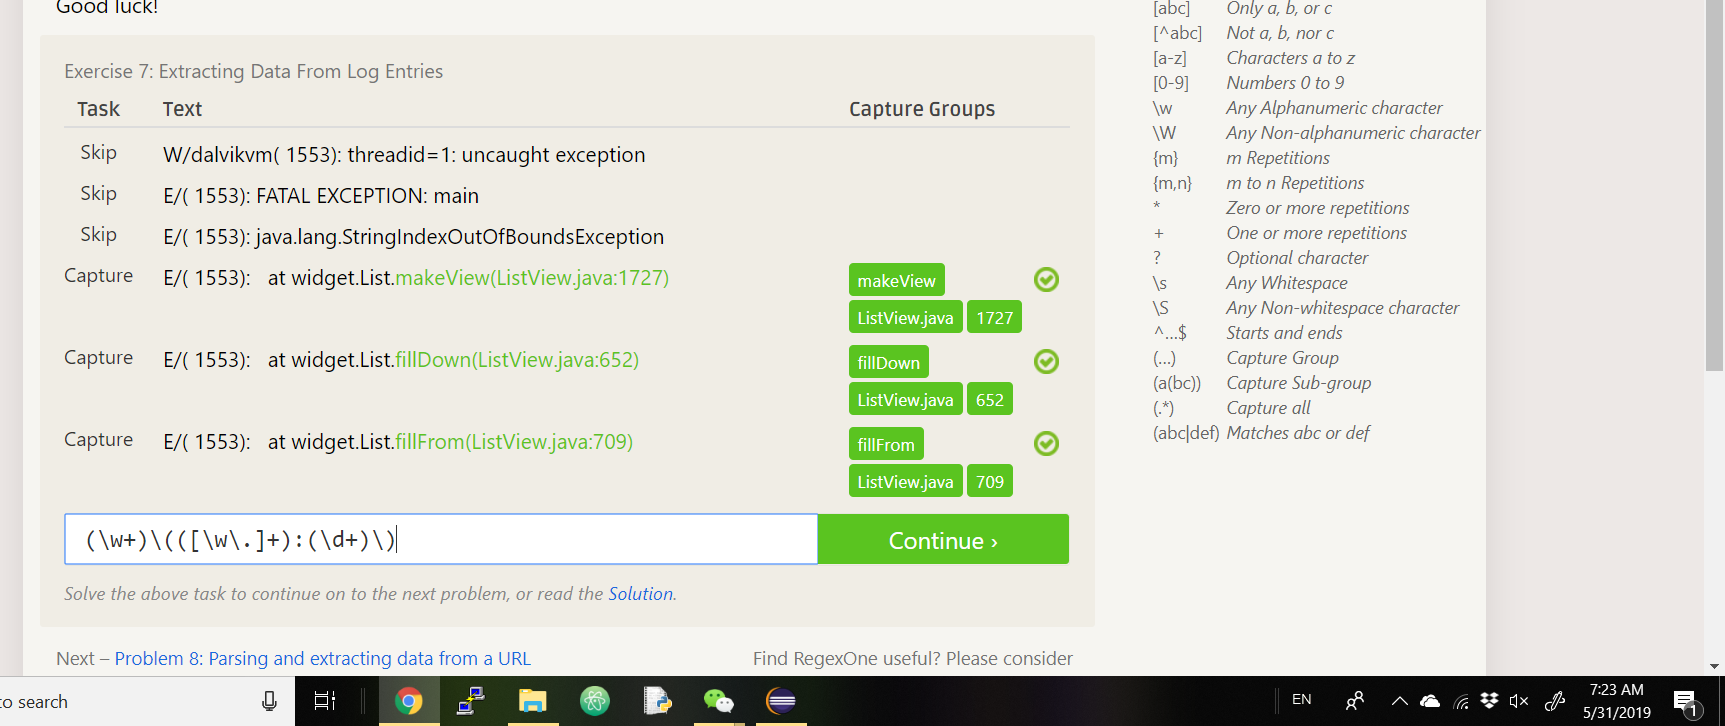 Good luck!
Exercise 7: Extracting Data From Log Entries
Task Text Capture Groups
Skip W/dalvikvm( 1553): threadid=1: uncaught exception
Skip E/( 1553): FATAL EXCEPTION: main
Skip E/( 1553): java.lang.StringIndexOutOfBoundsException
Capture E/( 1553):   at widget.List.makeView(ListView.java:1727) makeView
ListView.java 1727
Capture E/( 1553):   at widget.List.fillDown(ListView.java:652) fillDown
ListView.java 652
Capture E/( 1553):   at widget.List.fillFrom(ListView.java:709) fillFrom
ListView.java 709
(\w+)\(([\w\.]+):(\d+)\) Continue ›
Solve the above task to continue on to the next problem, or read the Solution.
Next – Problem 8: Parsing and extracting data from a URL Find RegexOne useful? Please consider
[abc] Only a, b, or c
[^abc] Not a, b, nor c
[a-z] Characters a to z
[0-9] Numbers 0 to 9
\w Any Alphanumeric character
\W Any Non-alphanumeric character
{m} m Repetitions
{m,n} m to n Repetitions
* Zero or more repetitions
+ One or more repetitions
? Optional character
\s Any Whitespace
\S Any Non-whitespace character
^…$ Starts and ends
(…) Capture Group
(a(bc)) Capture Sub-group
(.*) Capture all
(abc|def) Matches abc or def
to search EN 7:23 AM
5/31/2019 1